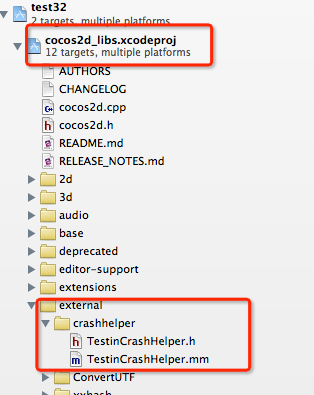 test32
2 targets, multiple platforms
cocos2d_libs.xcodeproj
12 targets, multiple platforms
AUTHORS
CHANGELOG
cocos2d.cpp
cocos2d.h
README.md
RELEASE_NOTES.md
2d
3d
audio
base
deprecated
editor-support
extensions
external
crashhelper
TestinCrashHelper.h
TestinCrashHelper.mm
ConvertUTF